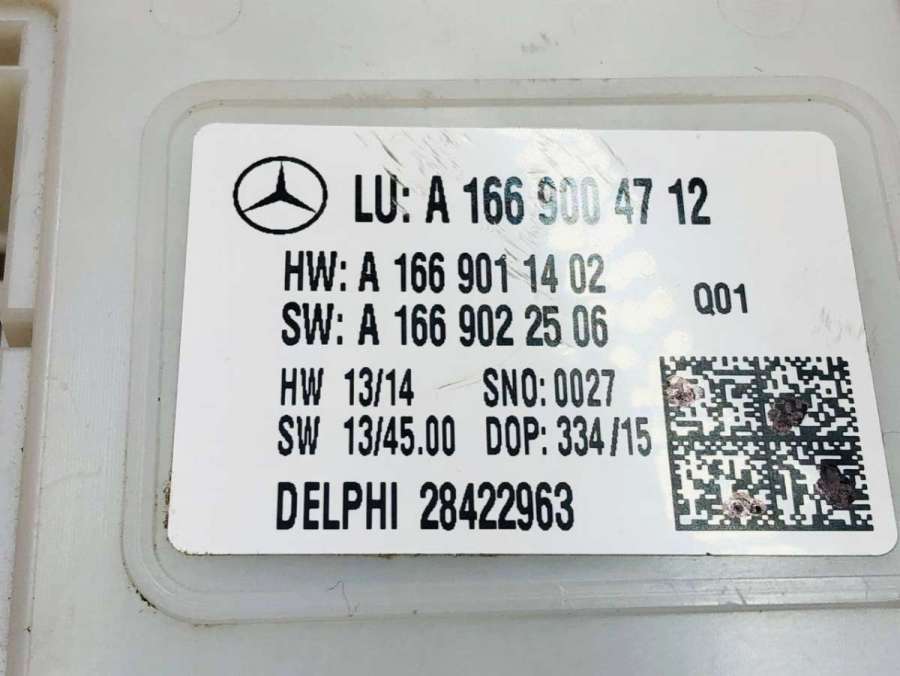 LU: A 166 900 47 12
HW: A 166 901 14 02
SW: A 166 902 25 06
Q01
HW 13/14 SNO: 0027
SW 13/45.00 DOP: 334/15
DELPHI 28422963